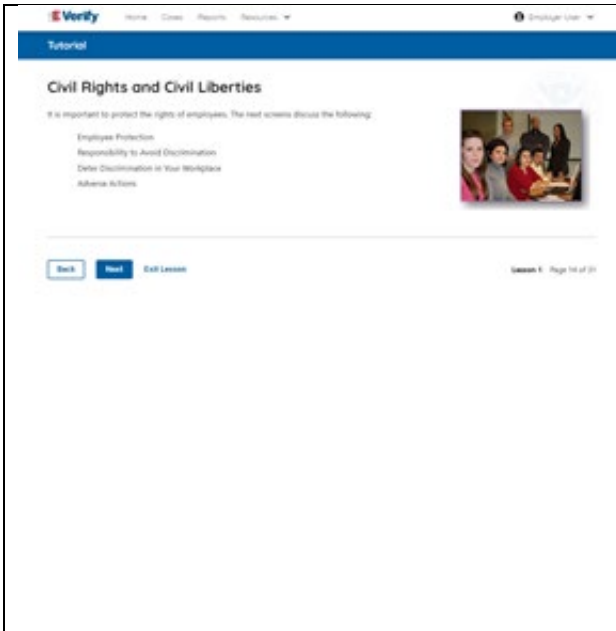 E-Verify Home Cases Reports Resources Employer User
Tutorial
Civil Rights and Civil Liberties
It is important to protect the rights of employees. The next screens discuss the following:
Employee Protection
Responsibility to Avoid Discrimination
Deter Discrimination in Your Workplace
Adverse Actions
Back Next Exit Lesson Lesson 1 Page 14 of 31